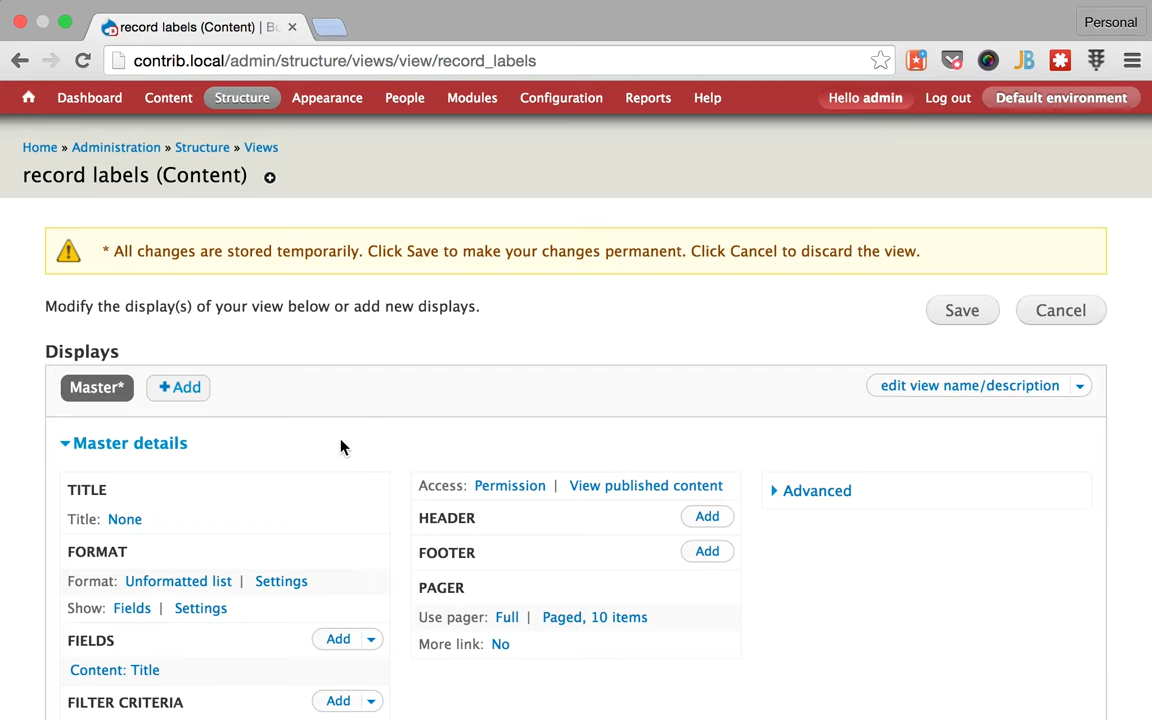 record labels (Content) | Bu
Personal
contrib.local/admin/structure/views/view/record_labels
JB
Dashboard Content Structure Appearance People Modules Configuration Reports Help Hello admin Log out Default environment
Home » Administration » Structure » Views
record labels (Content)
* All changes are stored temporarily. Click Save to make your changes permanent. Click Cancel to discard the view.
Modify the display(s) of your view below or add new displays.
Save Cancel
Displays
Master* Add edit view name/description
Master details
TITLE
Title: None
FORMAT
Format: Unformatted list | Settings
Show: Fields | Settings
FIELDS Add
Content: Title
FILTER CRITERIA Add
Access: Permission | View published content
HEADER Add
FOOTER Add
PAGER
Use pager: Full | Paged, 10 items
More link: No
Advanced